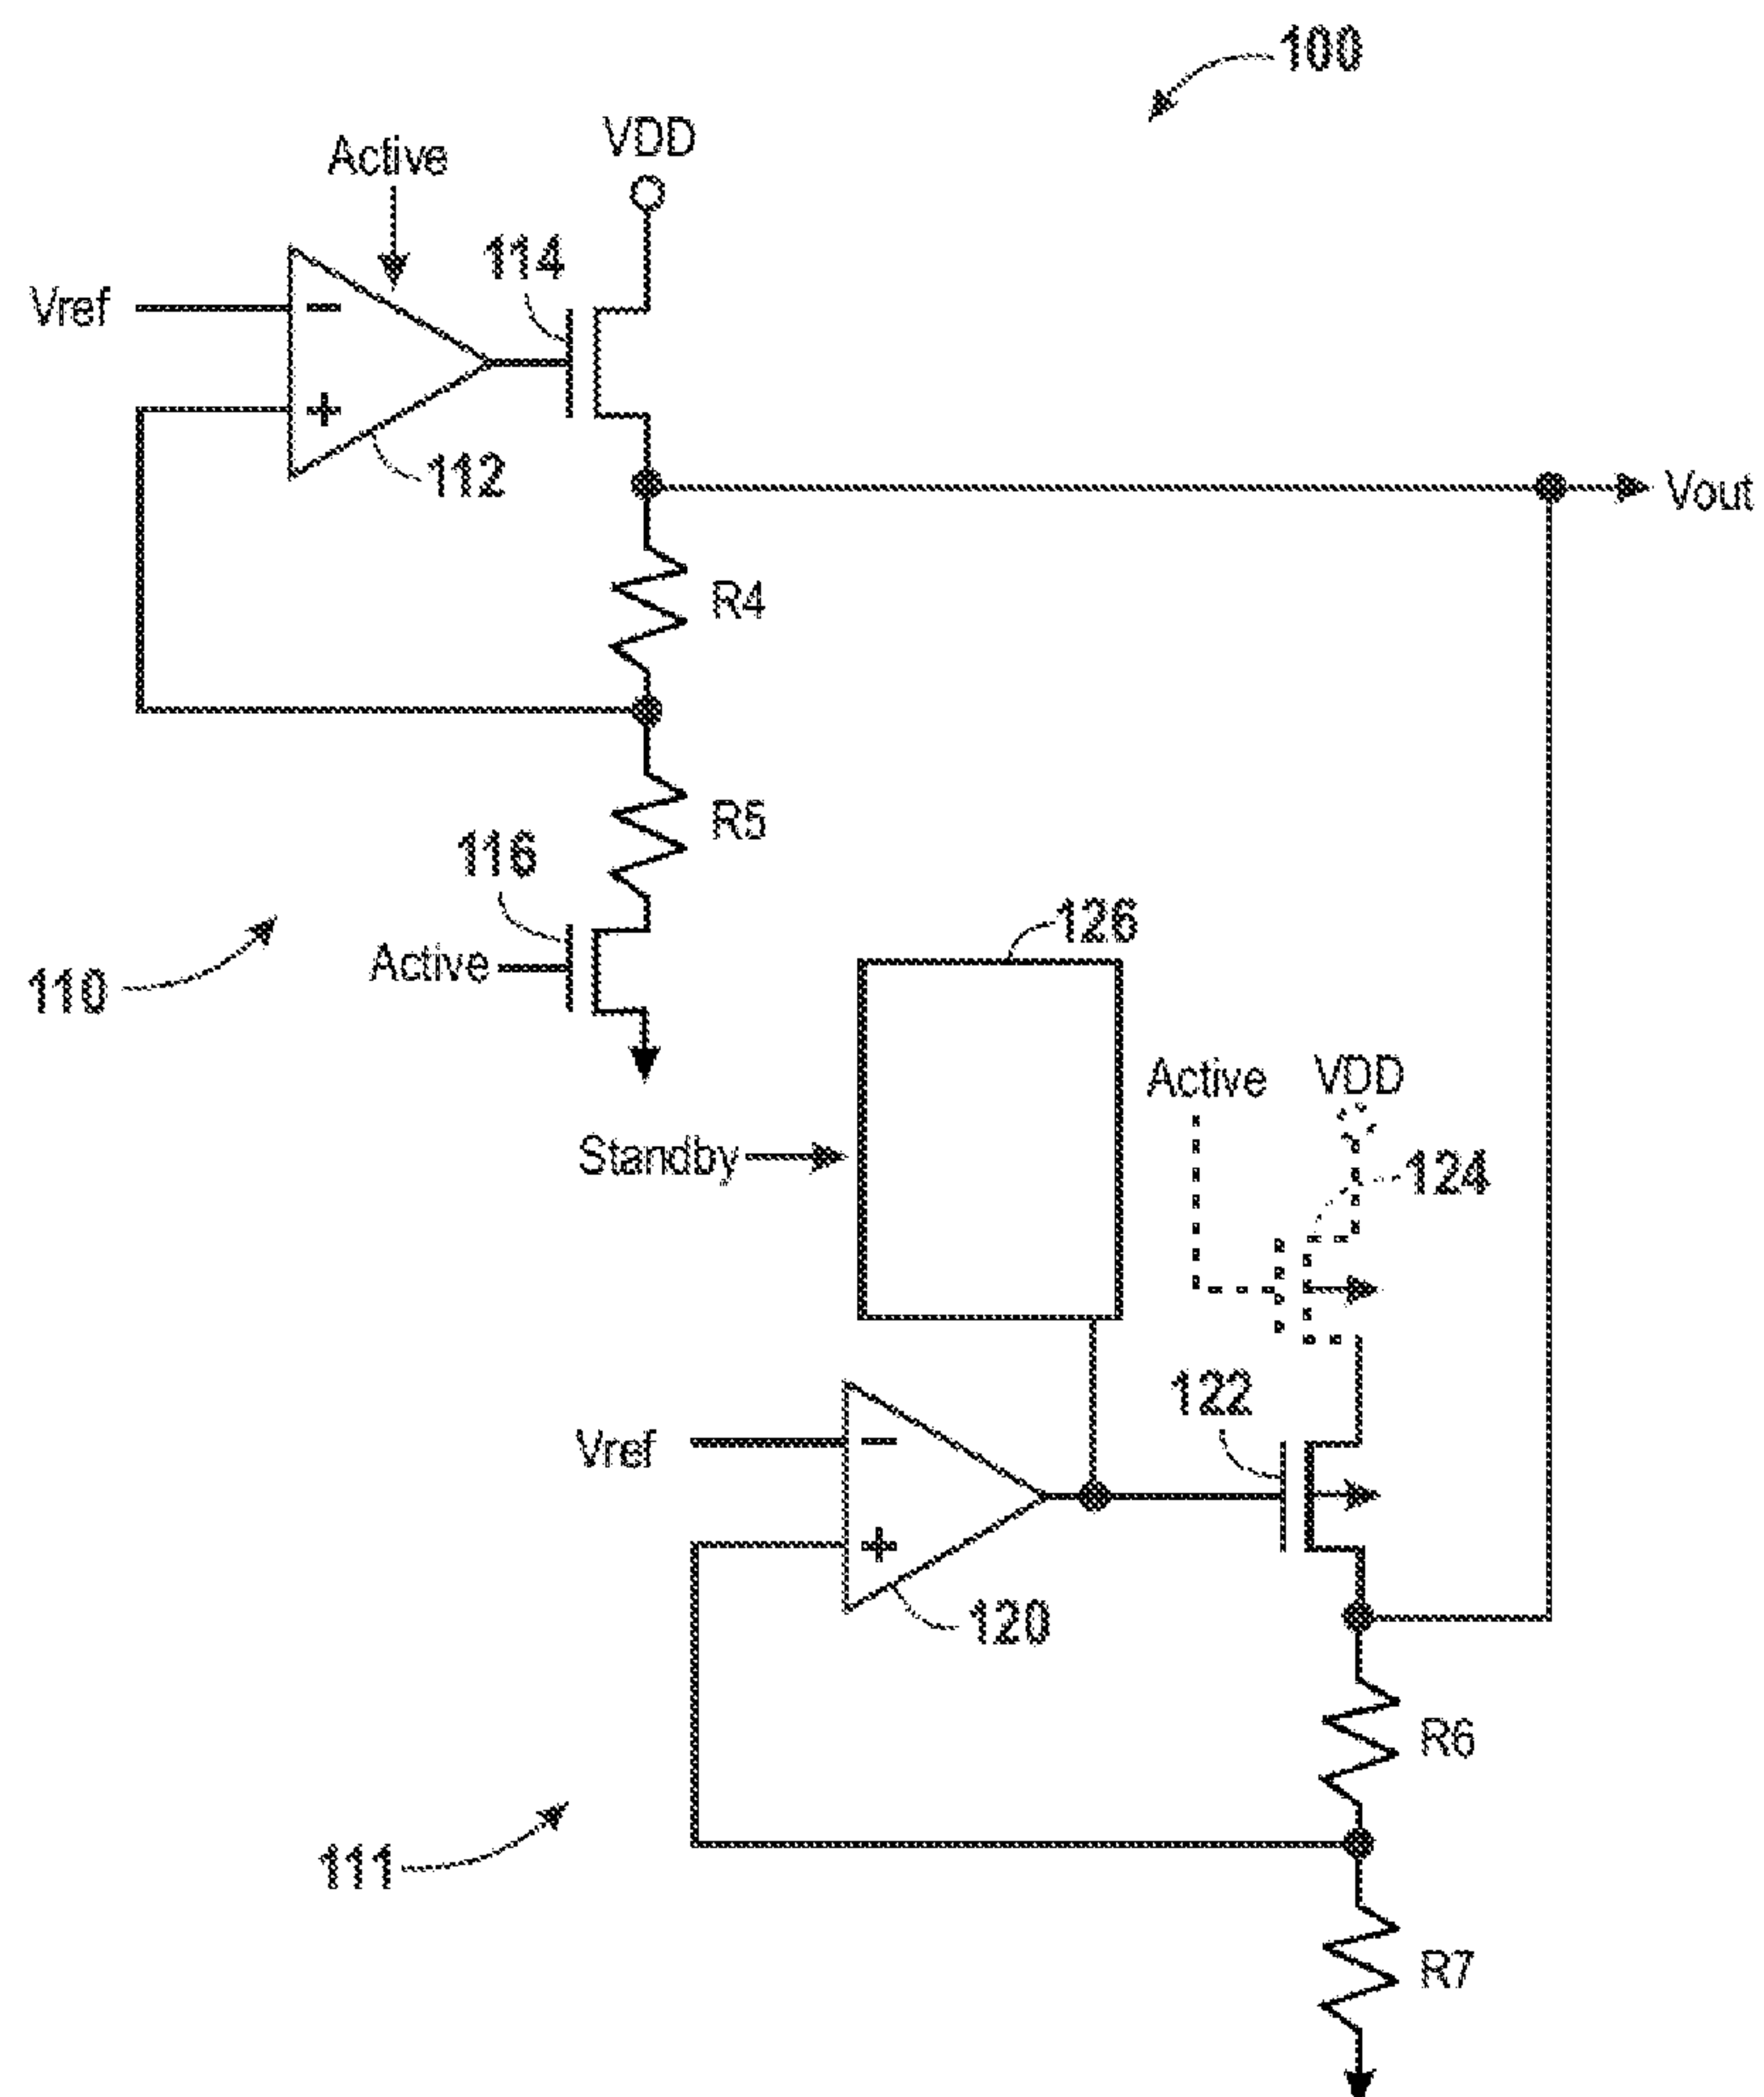 100
Active
VDD
114
Vref
−
+
112
Vout
R4
R5
116
Active
110
126
Active
VDD
Standby
124
122
Vref
−
+
120
R6
111
R7